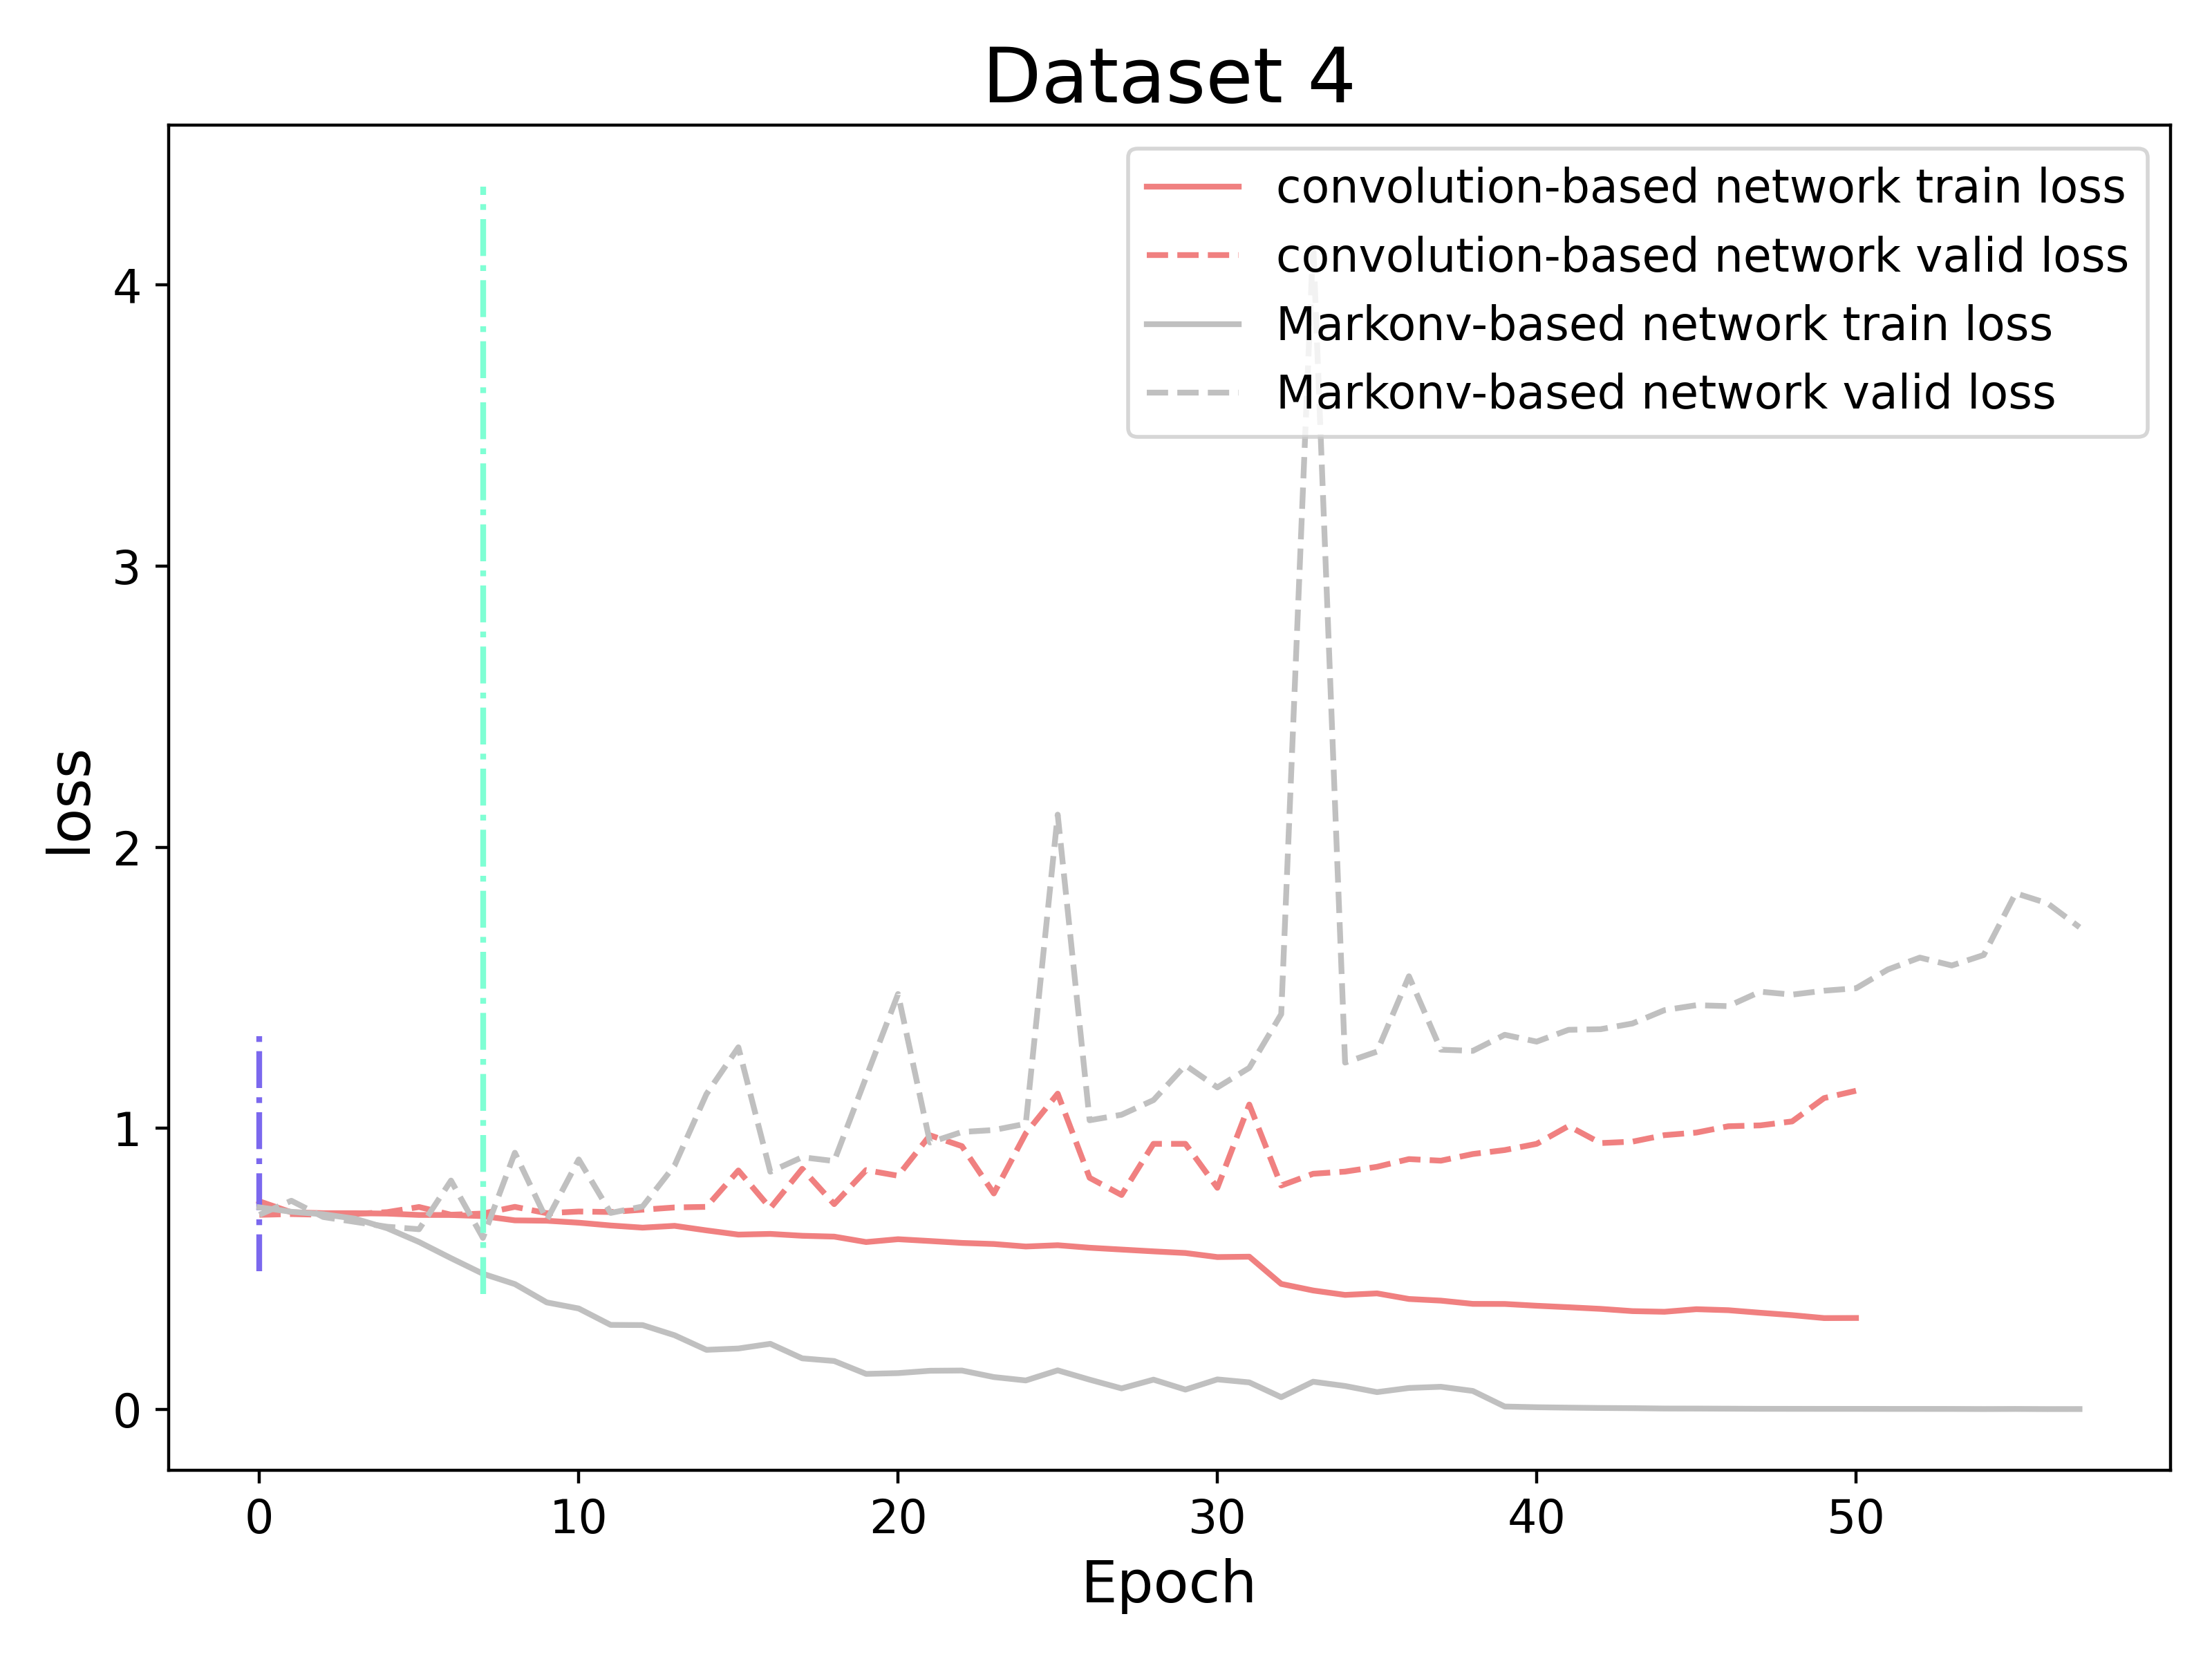 Dataset 4
convolution-based network train loss
convolution-based network valid loss
Markonv-based network train loss
Markonv-based network valid loss
4
3
2
1
0
loss
0 10 20 30 40 50
Epoch